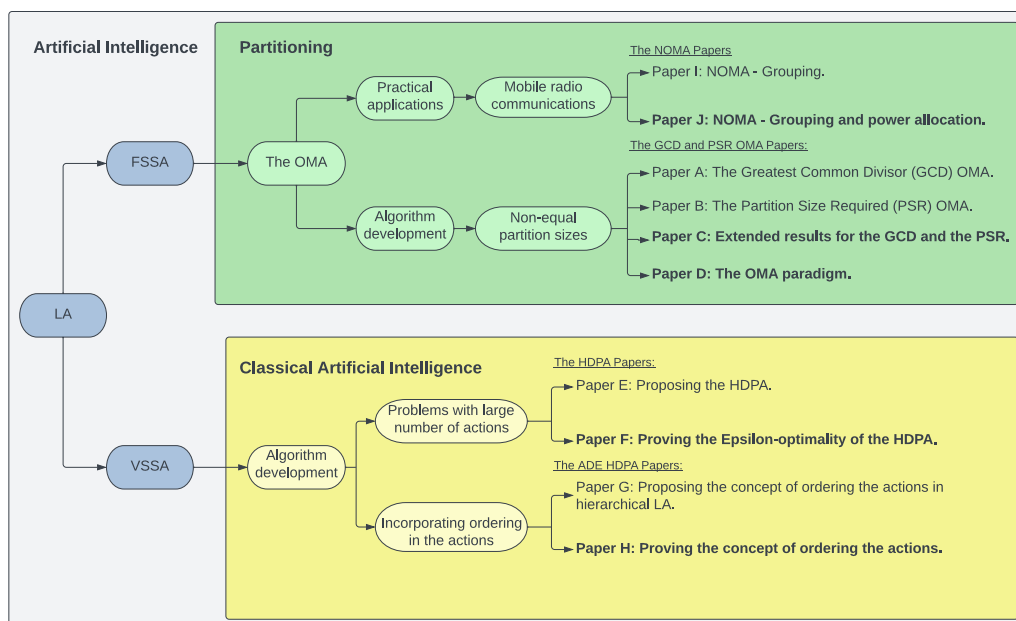 Artificial Intelligence
Partitioning
The NOMA Papers
Paper I: NOMA - Grouping.
Practical
applications
Mobile radio
communications
Paper J: NOMA - Grouping and power allocation.
The GCD and PSR OMA Papers:
FSSA
The OMA
Paper A: The Greatest Common Divisor (GCD) OMA.
Paper B: The Partition Size Required (PSR) OMA.
Algorithm
development
Non-equal
partition sizes
Paper C: Extended results for the GCD and the PSR.
Paper D: The OMA paradigm.
LA
Classical Artificial Intelligence
The HDPA Papers:
Paper E: Proposing the HDPA.
Problems with large
number of actions
Paper F: Proving the Epsilon-optimality of the HDPA.
VSSA
Algorithm
development
The ADE HDPA Papers:
Paper G: Proposing the concept of ordering the actions in
hierarchical LA.
Incorporating ordering
in the actions
Paper H: Proving the concept of ordering the actions.